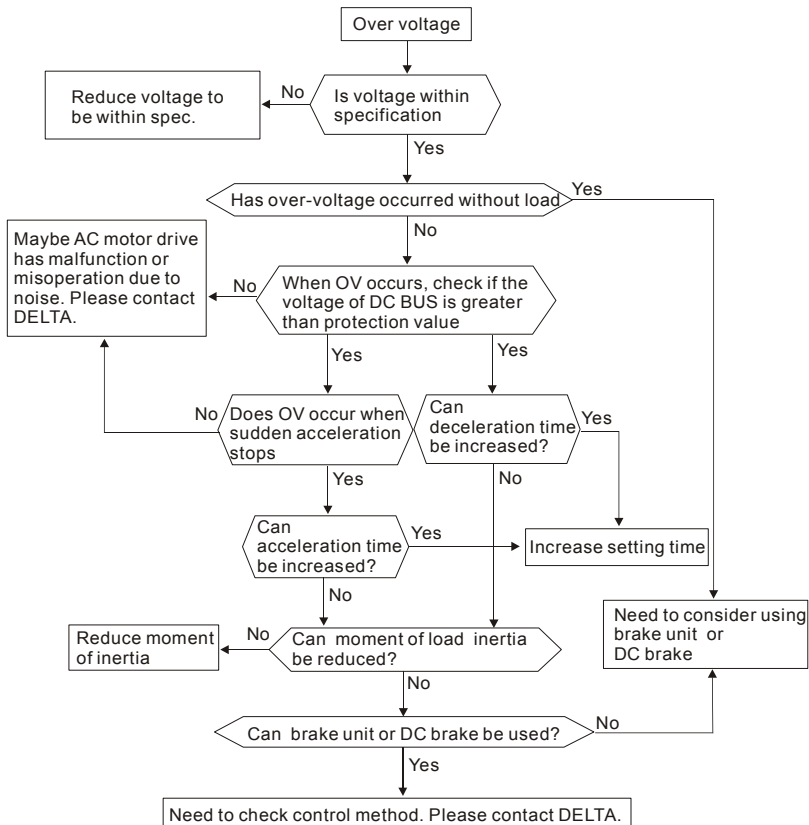 Over voltage
Reduce voltage to
be within spec.
No
Is voltage within
specification
Yes
Has over-voltage occurred without load
Yes
No
Maybe AC motor drive
has malfunction or
misoperation due to
noise. Please contact
DELTA.
No
When OV occurs, check if the
voltage of DC BUS is greater
than protection value
Yes
Yes
No
Does OV occur when
sudden acceleration
stops
Can
deceleration time
be increased?
Yes
Yes
No
Can
acceleration time
be increased?
Yes
Increase setting time
No
Reduce moment
of inertia
No
Can moment of load inertia
be reduced?
Need to consider using
brake unit or
DC brake
No
Can brake unit or DC brake be used?
No
Yes
Need to check control method. Please contact DELTA.